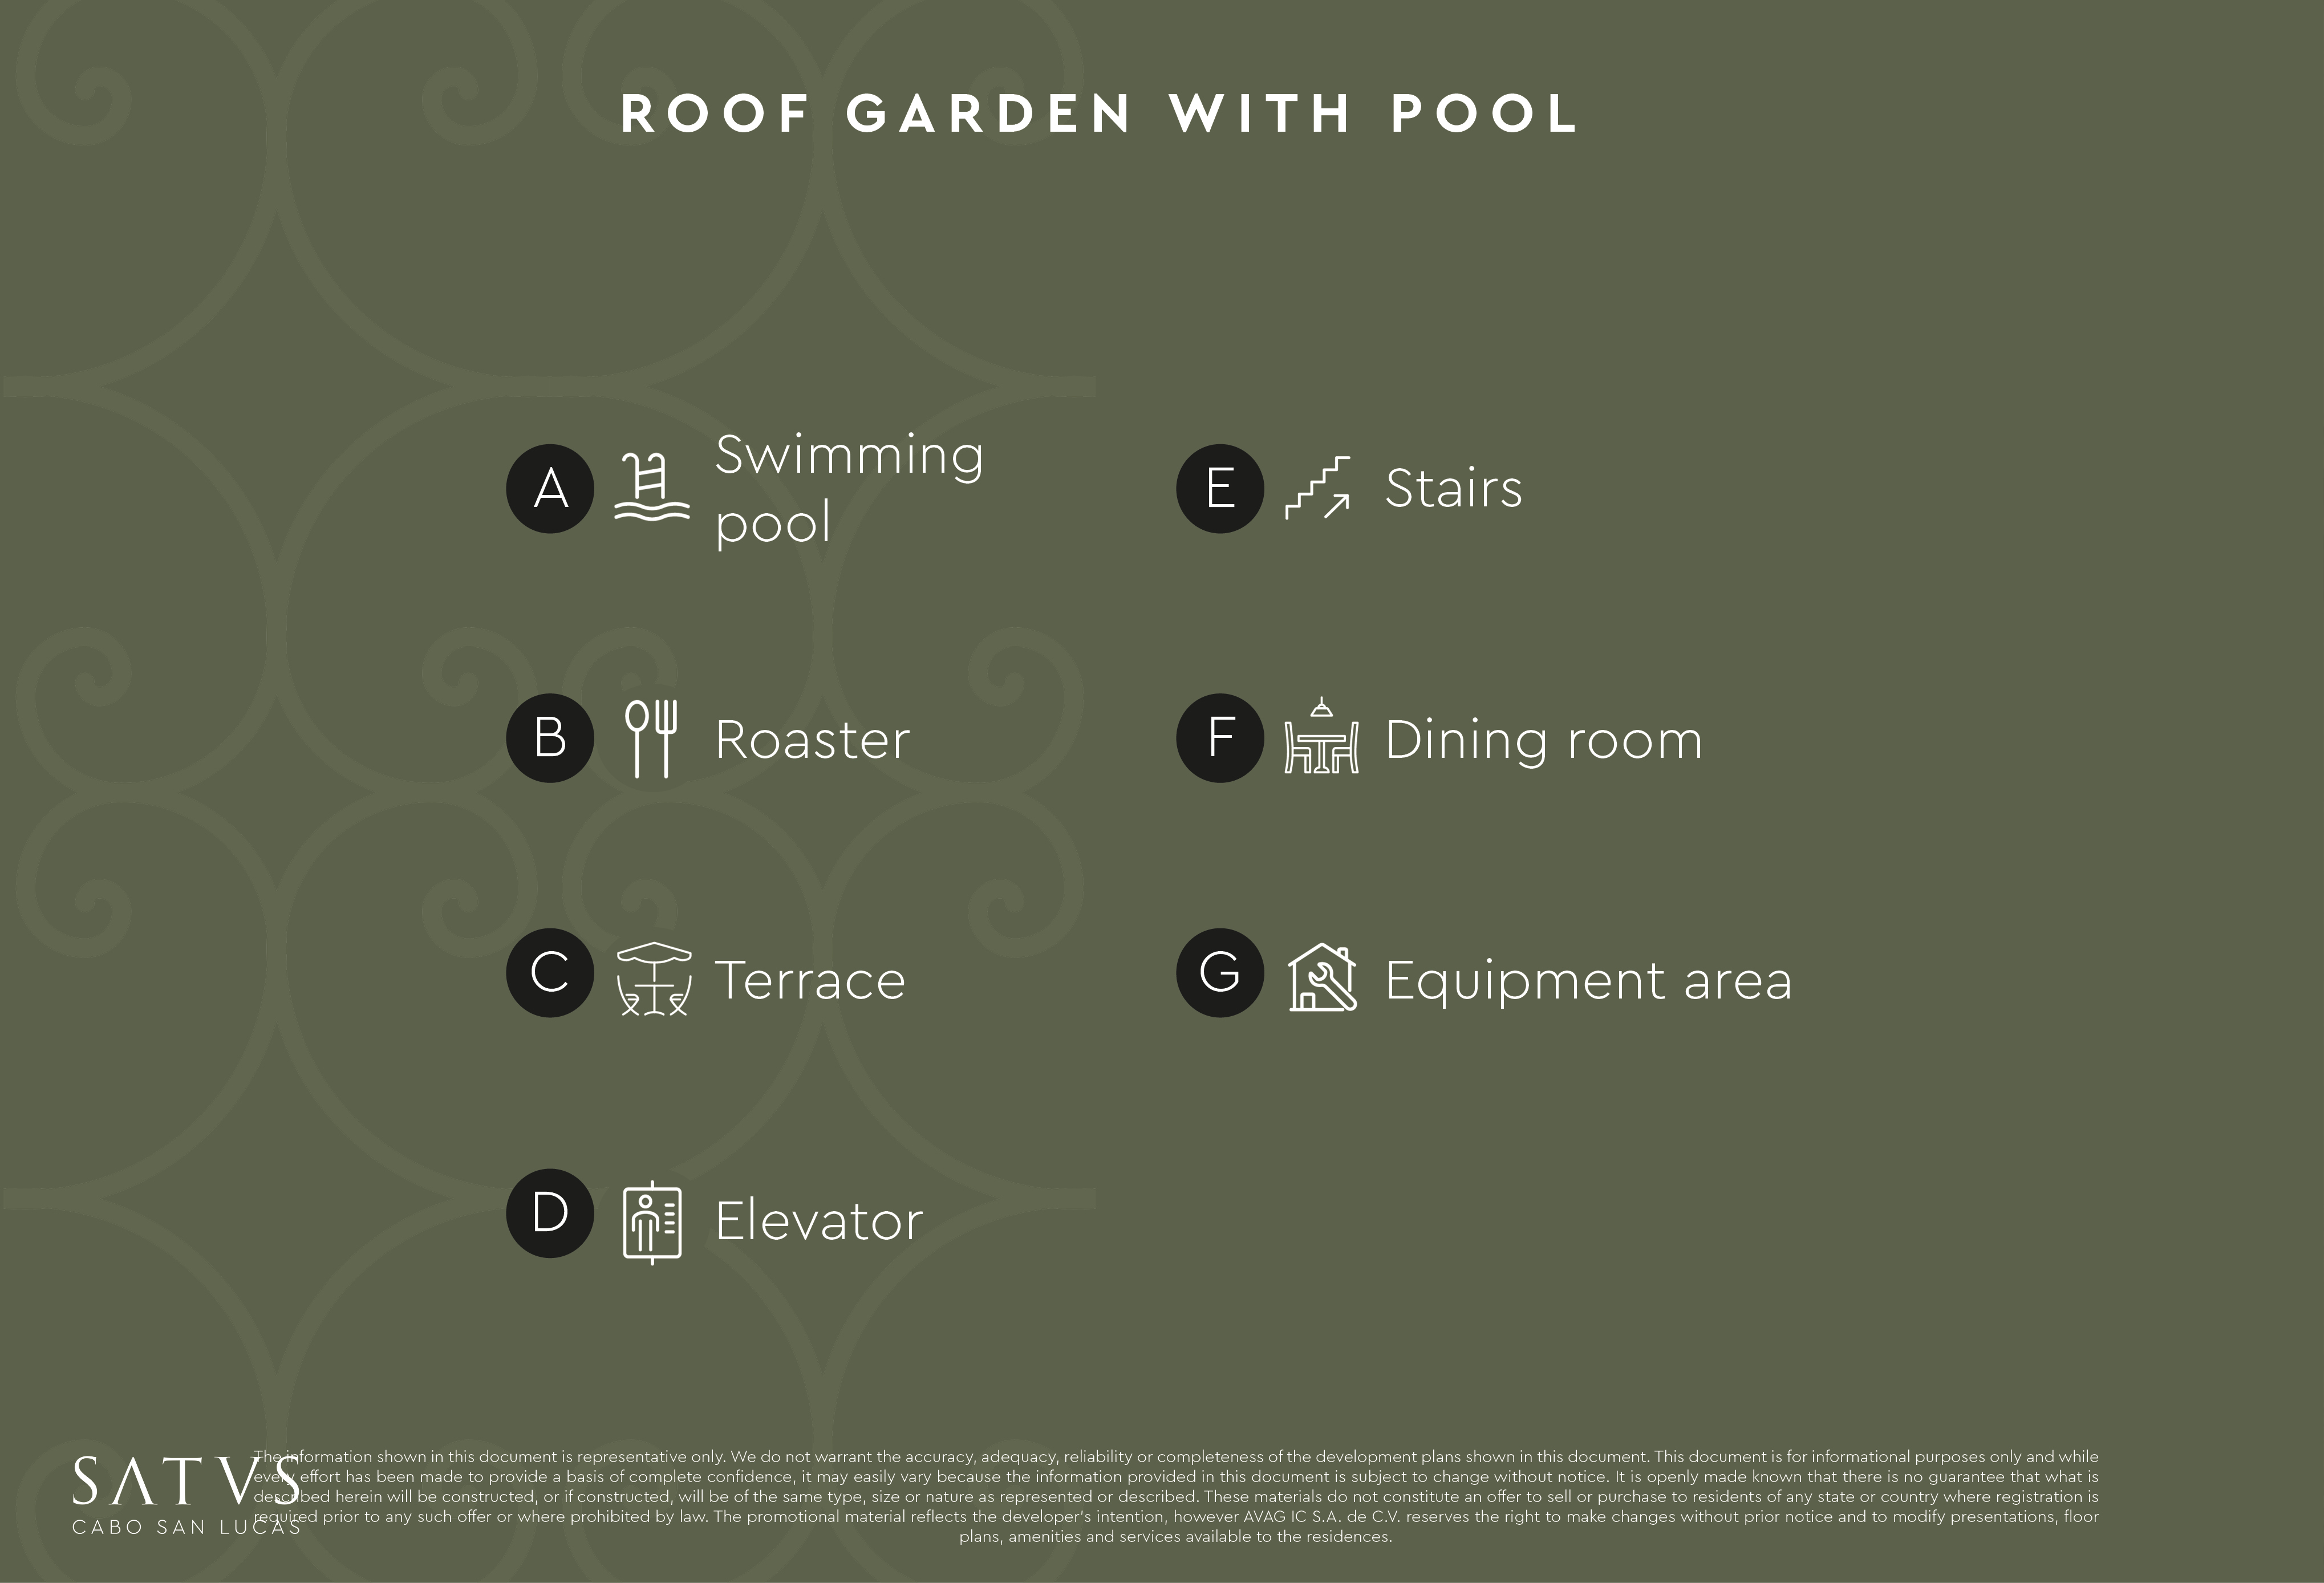 ROOF GARDEN WITH POOL
A Swimming
pool
B Roaster
C Terrace
D Elevator
E Stairs
F Dining room
G Equipment area
SATVS
CABO SAN LUCAS
The information shown in this document is representative only. We do not warrant the accuracy, adequacy, reliability or completeness of the development plans shown in this document. This document is for informational purposes only and while
every effort has been made to provide a basis of complete confidence, it may easily vary because the information provided in this document is subject to change without notice. It is openly made known that there is no guarantee that what is
described herein will be constructed, or if constructed, will be of the same type, size or nature as represented or described. These materials do not constitute an offer to sell or purchase to residents of any state or country where registration is
required prior to any such offer or where prohibited by law. The promotional material reflects the developer's intention, however AVAG IC S.A. de C.V. reserves the right to make changes without prior notice and to modify presentations, floor
plans, amenities and services available to the residences.